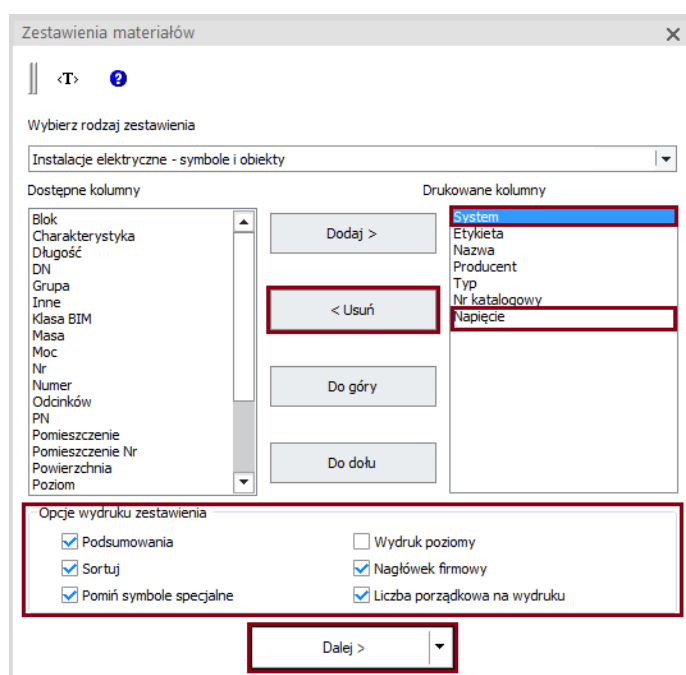 Zestawienia materiałów
<T>
Wybierz rodzaj zestawienia
Instalacje elektryczne - symbole i obiekty
Dostępne kolumny
Drukowane kolumny
Blok
Charakterystyka
Długość
DN
Grupa
Inne
Klasa BIM
Masa
Moc
Nr
Numer
Odcinków
PN
Pomieszczenie
Pomieszczenie Nr
Powierzchnia
Poziom
Dodaj >
< Usuń
Do góry
Do dołu
System
Etykieta
Nazwa
Producent
Typ
Nr katalogowy
Napięcie
Opcje wydruku zestawienia
Podsumowania
Wydruk poziomy
Sortuj
Nagłówek firmowy
Pomiń symbole specjalne
Liczba porządkowa na wydruku
Dalej >